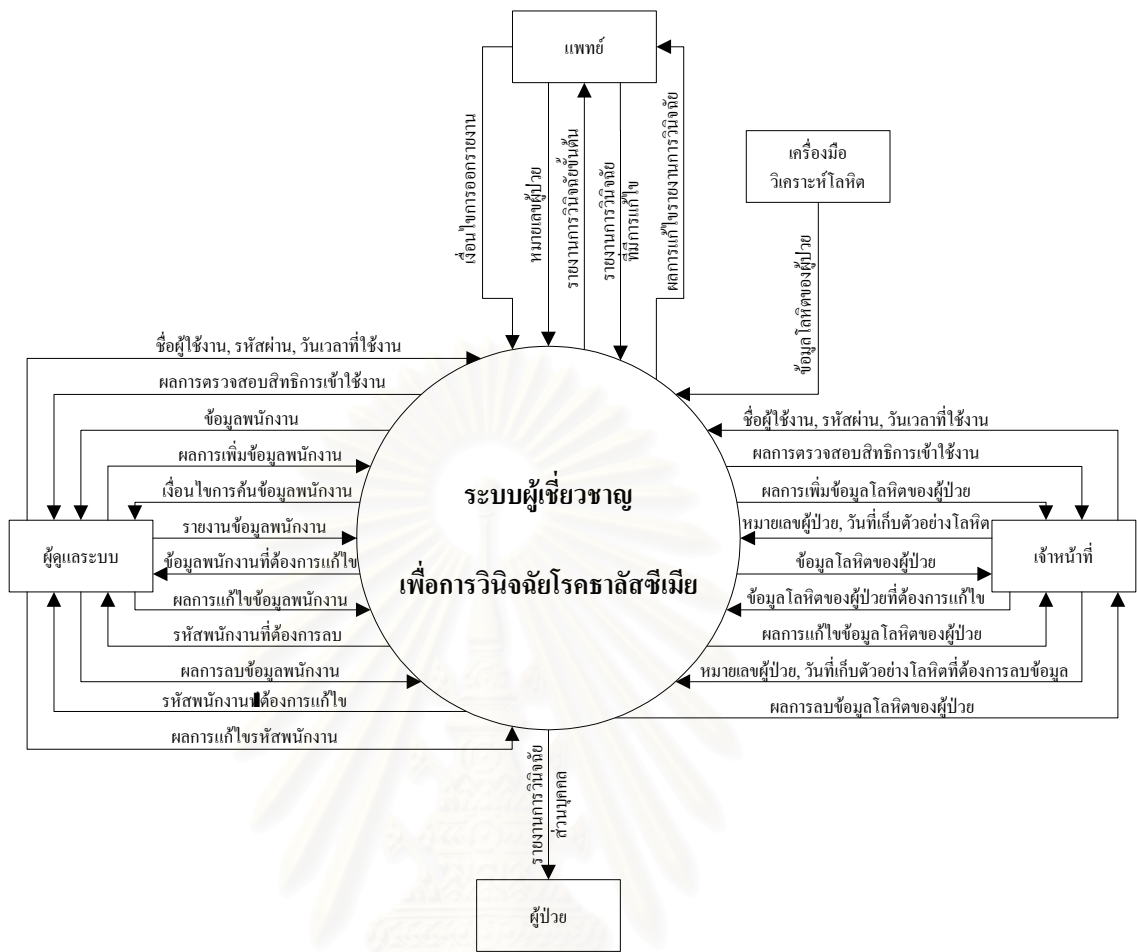 แพทย์
เงื่อนไขการออกรายงาน
หมายเลขผู้ป่วย
รายงานการวินิจฉัยขั้นต้น
รายงานการวินิจฉัย
ที่มีการแก้ไข
ผลการแก้ไขรายงานการวินิจฉัย
เครื่องมือ
วิเคราะห์โลหิต
ข้อมูลโลหิตของผู้ป่วย
ชื่อผู้ใช้งาน, รหัสผ่าน, วันเวลาที่ใช้งาน
ผลการตรวจสอบสิทธิการเข้าใช้งาน
ข้อมูลพนักงาน
ผลการเพิ่มข้อมูลพนักงาน
เงื่อนไขการค้นข้อมูลพนักงาน
รายงานข้อมูลพนักงาน
ข้อมูลพนักงานที่ต้องการแก้ไข
ผลการแก้ไขข้อมูลพนักงาน
รหัสพนักงานที่ต้องการลบ
ผลการลบข้อมูลพนักงาน
รหัสพนักงานที่ต้องการแก้ไข
ผลการแก้ไขรหัสพนักงาน
ผู้ดูแลระบบ
ระบบผู้เชี่ยวชาญ
เพื่อการวินิจฉัยโรคธาลัสซีเมีย
ชื่อผู้ใช้งาน, รหัสผ่าน, วันเวลาที่ใช้งาน
ผลการตรวจสอบสิทธิการเข้าใช้งาน
ผลการเพิ่มข้อมูลโลหิตของผู้ป่วย
หมายเลขผู้ป่วย, วันที่เก็บตัวอย่างโลหิต
ข้อมูลโลหิตของผู้ป่วย
ข้อมูลโลหิตของผู้ป่วยที่ต้องการแก้ไข
ผลการแก้ไขข้อมูลโลหิตของผู้ป่วย
หมายเลขผู้ป่วย, วันที่เก็บตัวอย่างโลหิตที่ต้องการลบข้อมูล
ผลการลบข้อมูลโลหิตของผู้ป่วย
เจ้าหน้าที่
รายงานการวินิจฉัย
ส่วนบุคคล
ผู้ป่วย